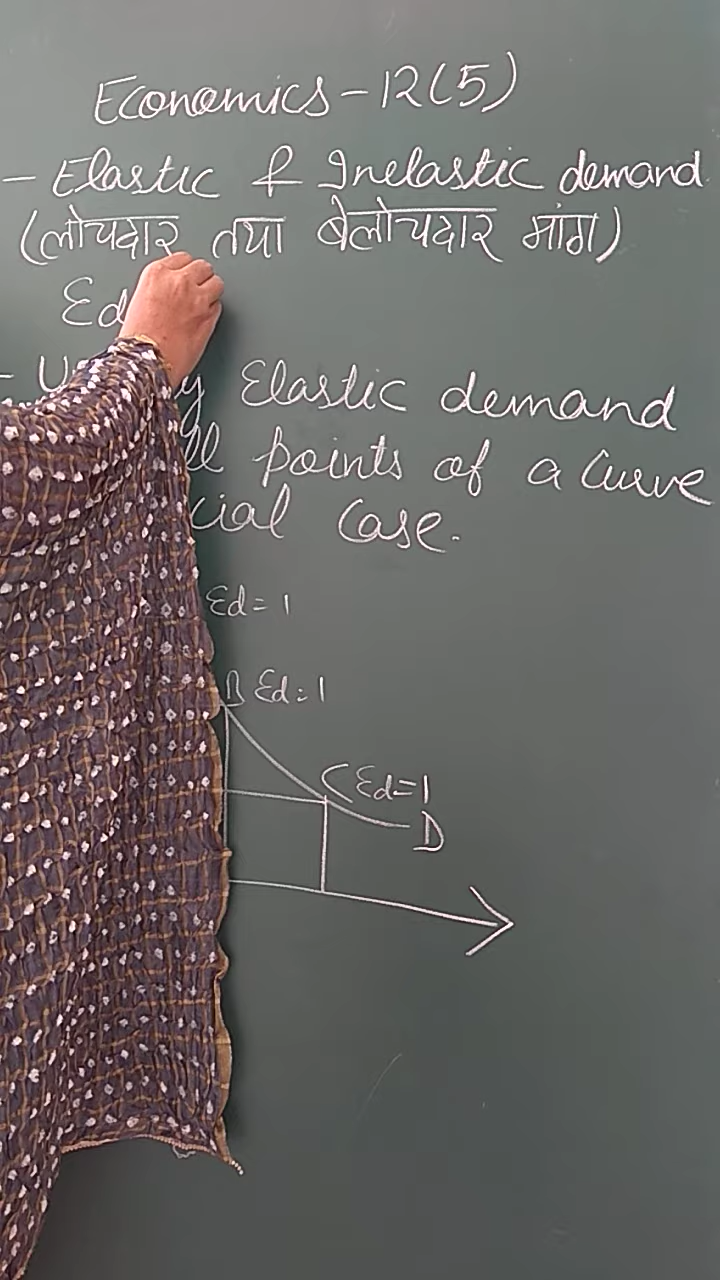 Economics - 12(5)
- Elastic & Inelastic demand
(लोचदार तथा बेलोचदार मांग)
Ed
Elastic demand
points of a Curve
Case.
Ed = 1
B Ed = 1
C Ed = 1
D